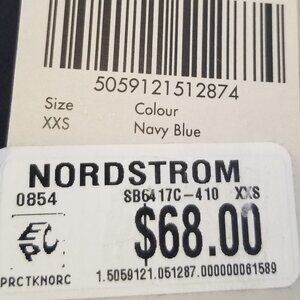 5059121512874
Size Colour
XXS Navy Blue
NORDSTROM
0854 SB6417C-410 XXS
EPC
$68.00
PRCTKNORC 1.5059121.051287.000000061589